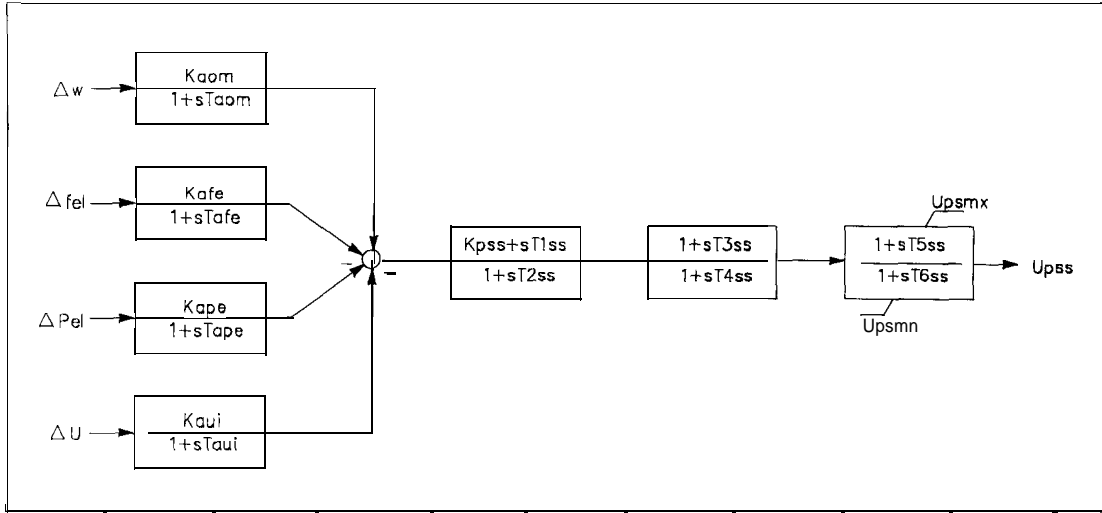 Δw
Kaom
1+sTaom
Δfel
Kafe
1+sTafe
ΔPel
Kape
1+sTape
ΔU
Kaui
1+sTaui
–
–
Kpss+sT1ss
1+sT2ss
1+sT3ss
1+sT4ss
Upsmx
1+sT5ss
1+sT6ss
Upsmn
Upss